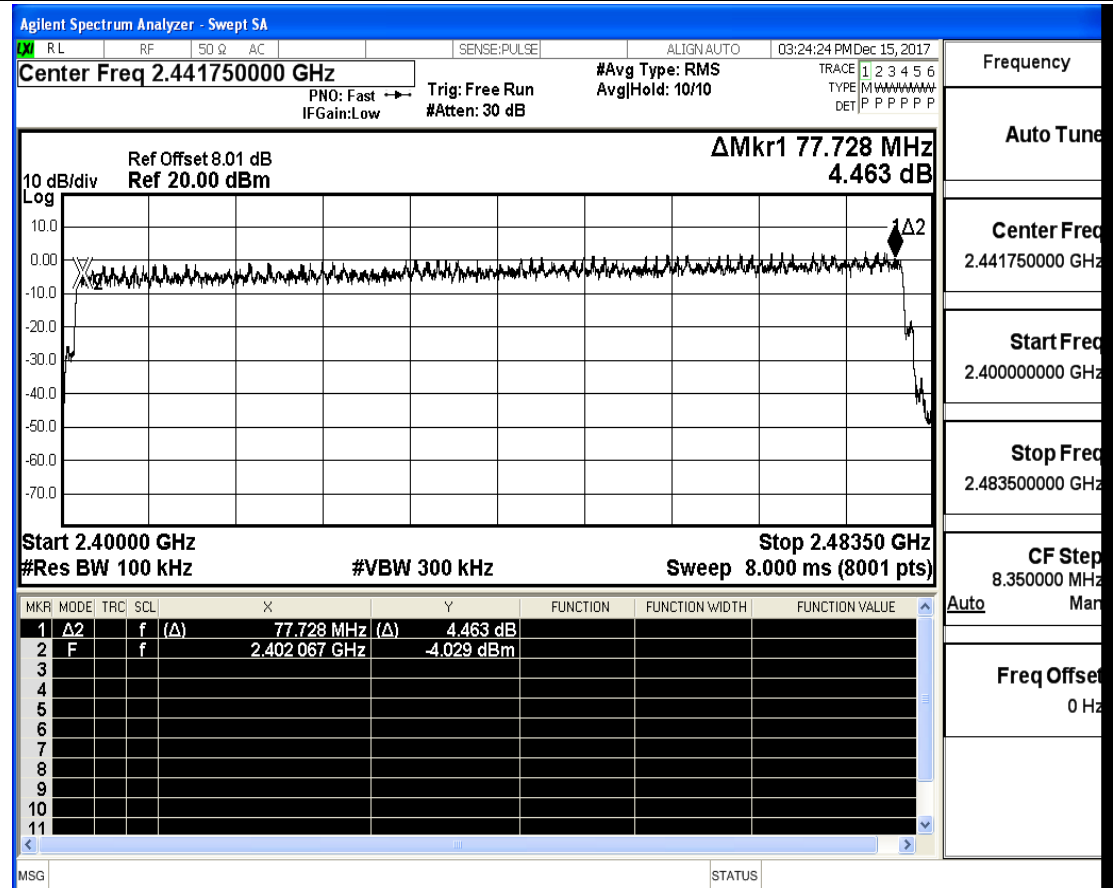 Agilent Spectrum Analyzer - Swept SA
LXI RL RF 50 Ω AC SENSE:PULSE ALIGN AUTO 03:24:24 PM Dec 15, 2017
Center Freq 2.441750000 GHz
PNO: Fast
IFGain:Low
Trig: Free Run
#Atten: 30 dB
#Avg Type: RMS
Avg|Hold: 10/10
TRACE 1 2 3 4 5 6
TYPE M WWWWW
DET P P P P P P
Ref Offset 8.01 dB
10 dB/div Ref 20.00 dBm
Log
ΔMkr1 77.728 MHz
4.463 dB
10.0
0.00
-10.0
-20.0
-30.0
-40.0
-50.0
-60.0
-70.0
2
1Δ2
Start 2.40000 GHz Stop 2.48350 GHz
#Res BW 100 kHz #VBW 300 kHz Sweep 8.000 ms (8001 pts)
MKR MODE TRC SCL X Y FUNCTION FUNCTION WIDTH FUNCTION VALUE
1 Δ2 f (Δ) 77.728 MHz (Δ) 4.463 dB
2 F f 2.402 067 GHz -4.029 dBm
3
4
5
6
7
8
9
10
11
MSG STATUS
Frequency
Auto Tune
Center Freq
2.441750000 GHz
Start Freq
2.400000000 GHz
Stop Freq
2.483500000 GHz
CF Step
8.350000 MHz
Auto Man
Freq Offset
0 Hz